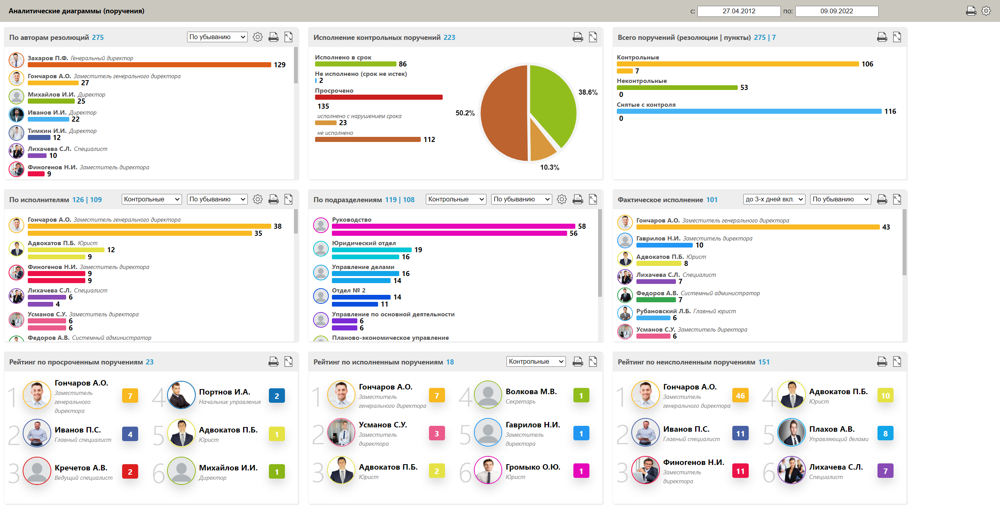 Аналитические диаграммы (поручения)
с: 27.04.2012 по: 09.09.2022
По авторам резолюций 275
По убыванию
Захаров П.Ф. Генеральный директор
129
Гончаров А.О. Заместитель генерального директора
27
Михайлов И.И. Директор
25
Иванов И.И. Директор
22
Тимкин И.И. Директор
12
Лихачева С.Л. Специалист
10
Финогенов Н.И. Заместитель директора
9
Исполнение контрольных поручений 223
Исполнено в срок
86
Не исполнено (срок не истек)
2
Просрочено
135
исполнено с нарушением срока
23
не исполнено
112
38.6%
50.2%
10.3%
Всего поручений (резолюции | пункты) 275 | 7
Контрольные
106
7
Неконтрольные
53
0
Снятые с контроля
116
0
По исполнителям 126 | 109
Контрольные
По убыванию
Гончаров А.О. Заместитель генерального директора
38
35
Адвокатов П.Б. Юрист
12
9
Финогенов Н.И. Заместитель директора
9
9
Лихачева С.Л. Специалист
6
4
Усманов С.У. Заместитель директора
6
6
Федоров А.В. Системный администратор
По подразделениям 119 | 108
Контрольные
По убыванию
Руководство
58
56
Юридический отдел
19
16
Управление делами
16
14
Отдел № 2
14
11
Управление по основной деятельности
6
6
Планово-экономическое управление
Фактическое исполнение 101
до 3-х дней вкл.
По убыванию
Гончаров А.О. Заместитель генерального директора
43
Гаврилов Н.И. Заместитель директора
10
Адвокатов П.Б. Юрист
8
Лихачева С.Л. Специалист
7
Федоров А.В. Системный администратор
7
Рубановский Л.Б. Главный юрист
6
Усманов С.У. Заместитель директора
6
Рейтинг по просроченным поручениям 23
1
Гончаров А.О.
Заместитель
генерального
директора
7
2
Иванов П.С.
Главный специалист
4
3
Кречетов А.В.
Ведущий специалист
2
4
Портнов И.А.
Начальник управления
2
5
Адвокатов П.Б.
Юрист
1
6
Михайлов И.И.
Директор
1
Рейтинг по исполненным поручениям 18
Контрольные
1
Гончаров А.О.
Заместитель
генерального директора
7
2
Усманов С.У.
Заместитель
директора
3
3
Адвокатов П.Б.
Юрист
2
4
Волкова М.В.
Секретарь
1
5
Гаврилов Н.И.
Заместитель
директора
1
6
Громыко О.Ю.
Юрист
1
Рейтинг по неисполненным поручениям 151
1
Гончаров А.О.
Заместитель
генерального директора
46
2
Иванов П.С.
Главный специалист
11
3
Финогенов Н.И.
Заместитель
директора
11
4
Адвокатов П.Б.
Юрист
10
5
Плахов А.В.
Управляющий делами
8
6
Лихачева С.Л.
Специалист
7